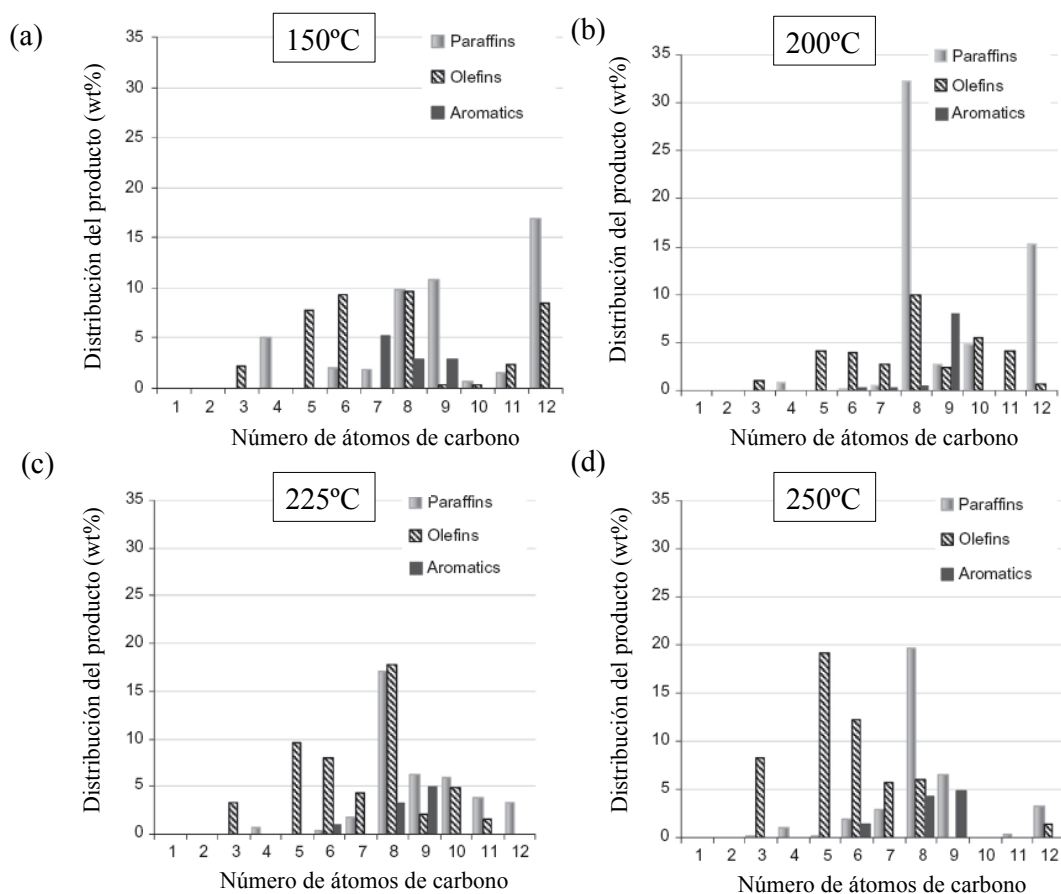 (a)
150ºC
Paraffins
Olefins
Aromatics
Distribución del producto (wt%)
35
30
25
20
15
10
5
0
1 2 3 4 5 6 7 8 9 10 11 12
Número de átomos de carbono
(b)
200ºC
Paraffins
Olefins
Aromatics
Distribución del producto (wt%)
35
30
25
20
15
10
5
0
1 2 3 4 5 6 7 8 9 10 11 12
Número de átomos de carbono
(c)
225ºC
Paraffins
Olefins
Aromatics
Distribución del producto (wt%)
35
30
25
20
15
10
5
0
1 2 3 4 5 6 7 8 9 10 11 12
Número de átomos de carbono
(d)
250ºC
Paraffins
Olefins
Aromatics
Distribución del producto (wt%)
35
30
25
20
15
10
5
0
1 2 3 4 5 6 7 8 9 10 11 12
Número de átomos de carbono